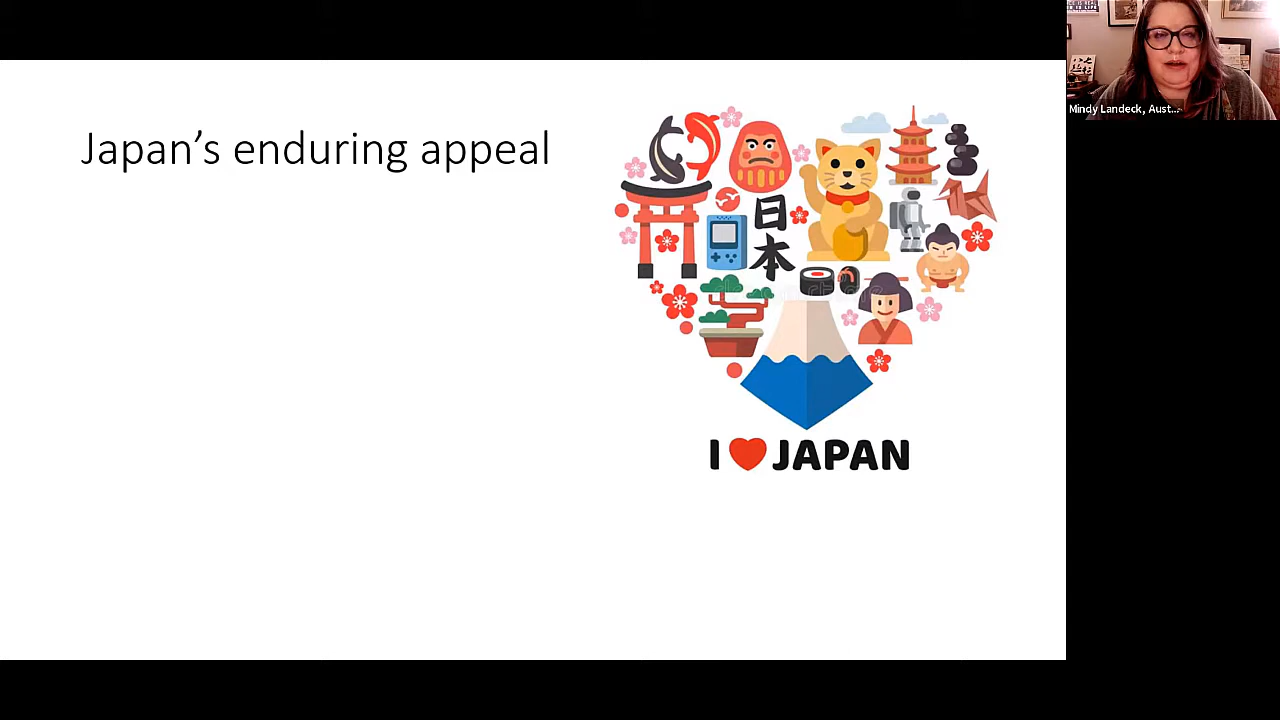 Japan's enduring appeal
日本
I ❤ JAPAN
Mindy Landeck, Aust...